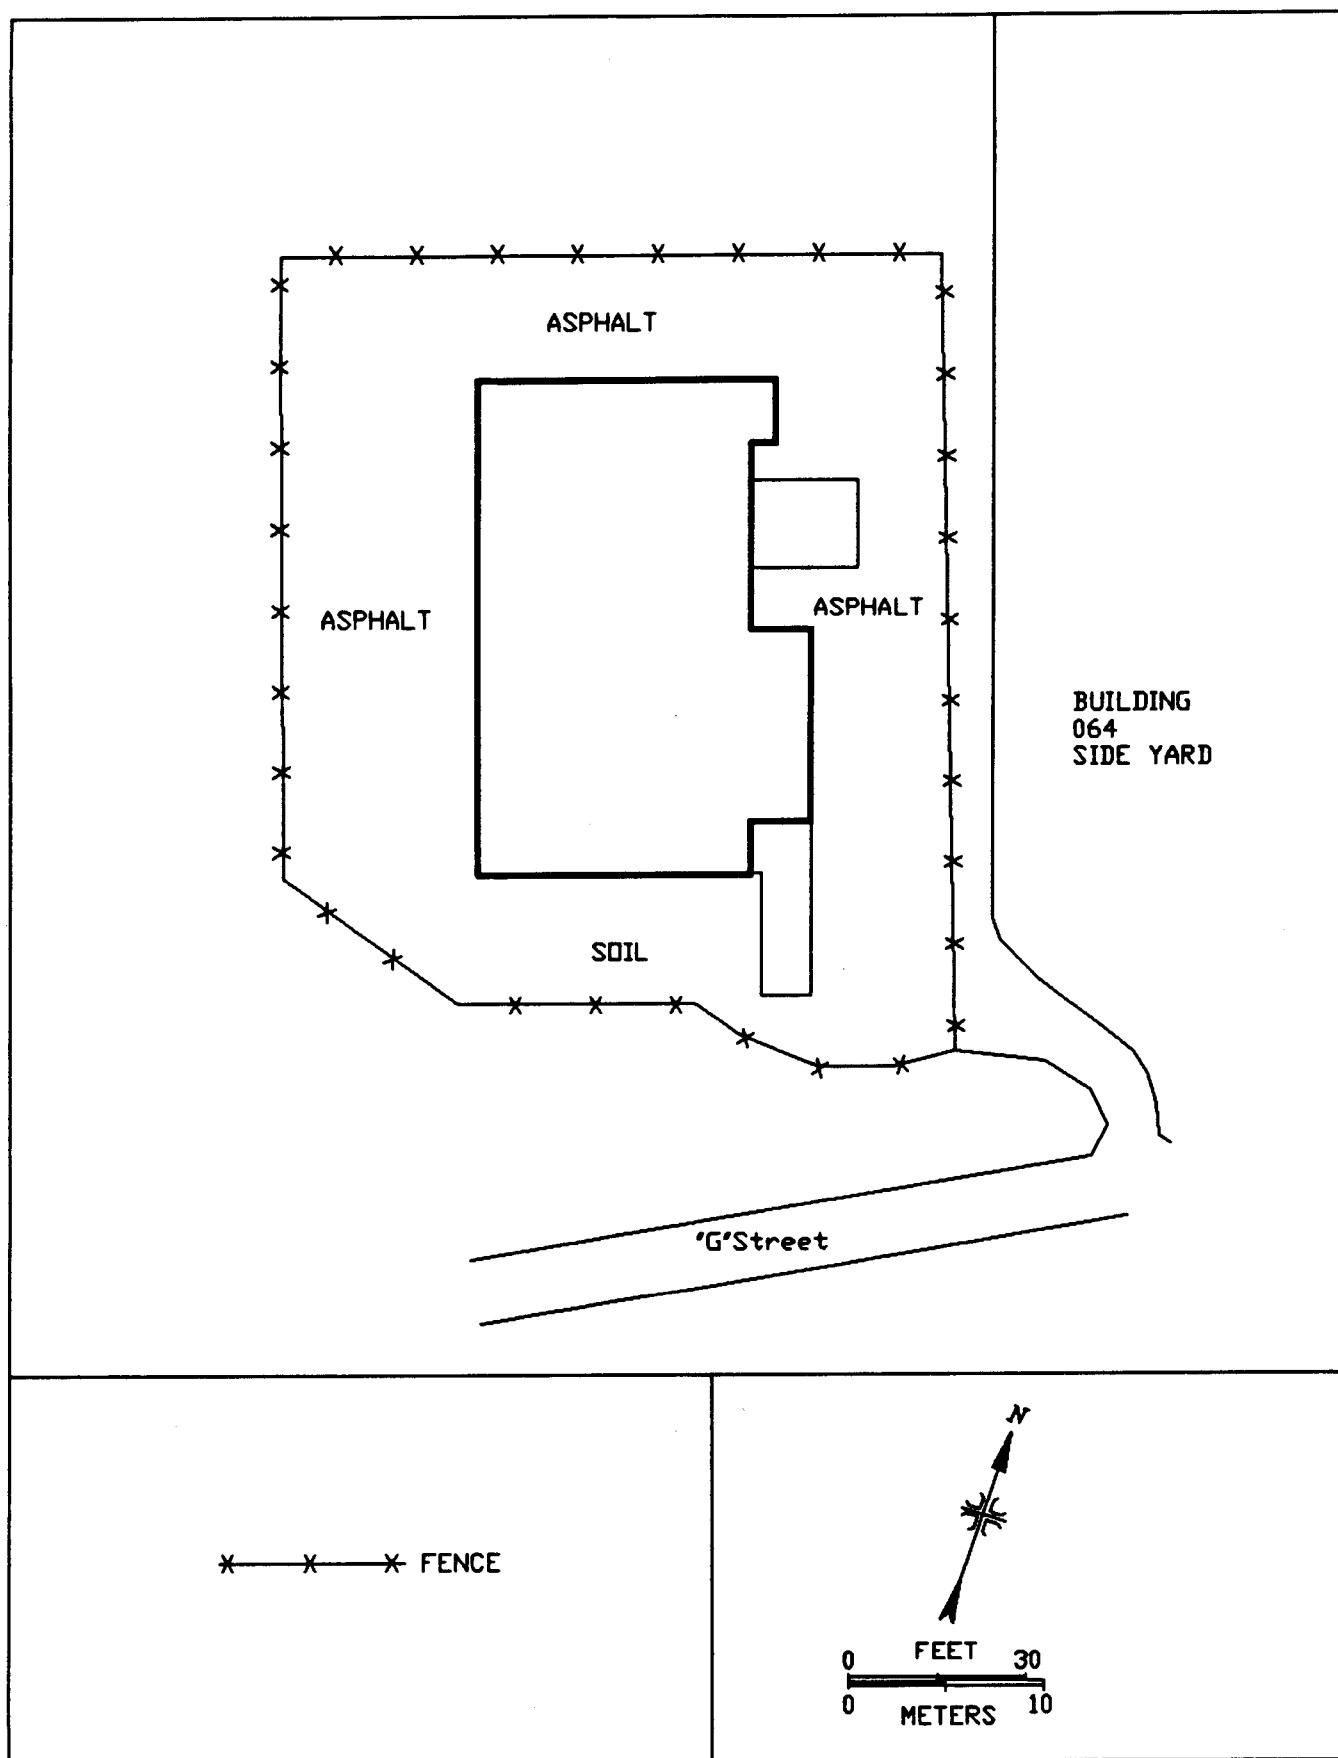 ASPHALT
ASPHALT
ASPHALT
BUILDING
064
SIDE YARD
SOIL
"G"Street
FENCE
N
FEET
0 30
0 10
METERS